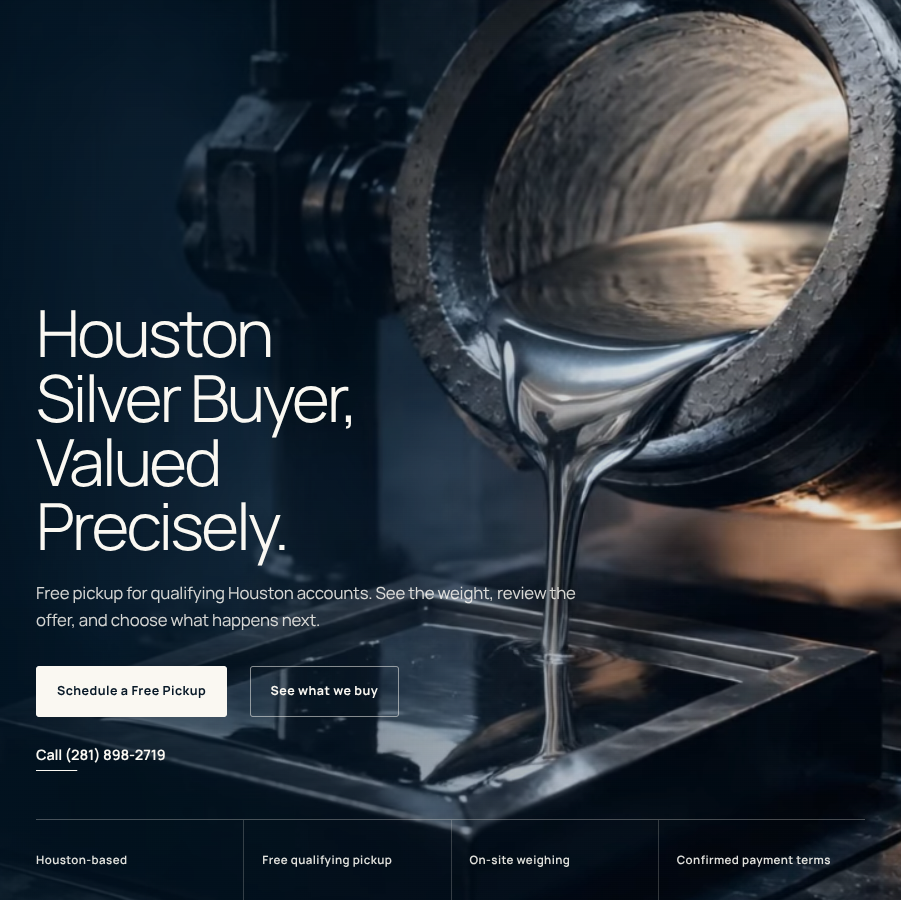 Houston
Silver Buyer,
Valued
Precisely.
Free pickup for qualifying Houston accounts. See the weight, review the
offer, and choose what happens next.
Schedule a Free Pickup
See what we buy
Call (281) 898-2719
Houston-based
Free qualifying pickup
On-site weighing
Confirmed payment terms